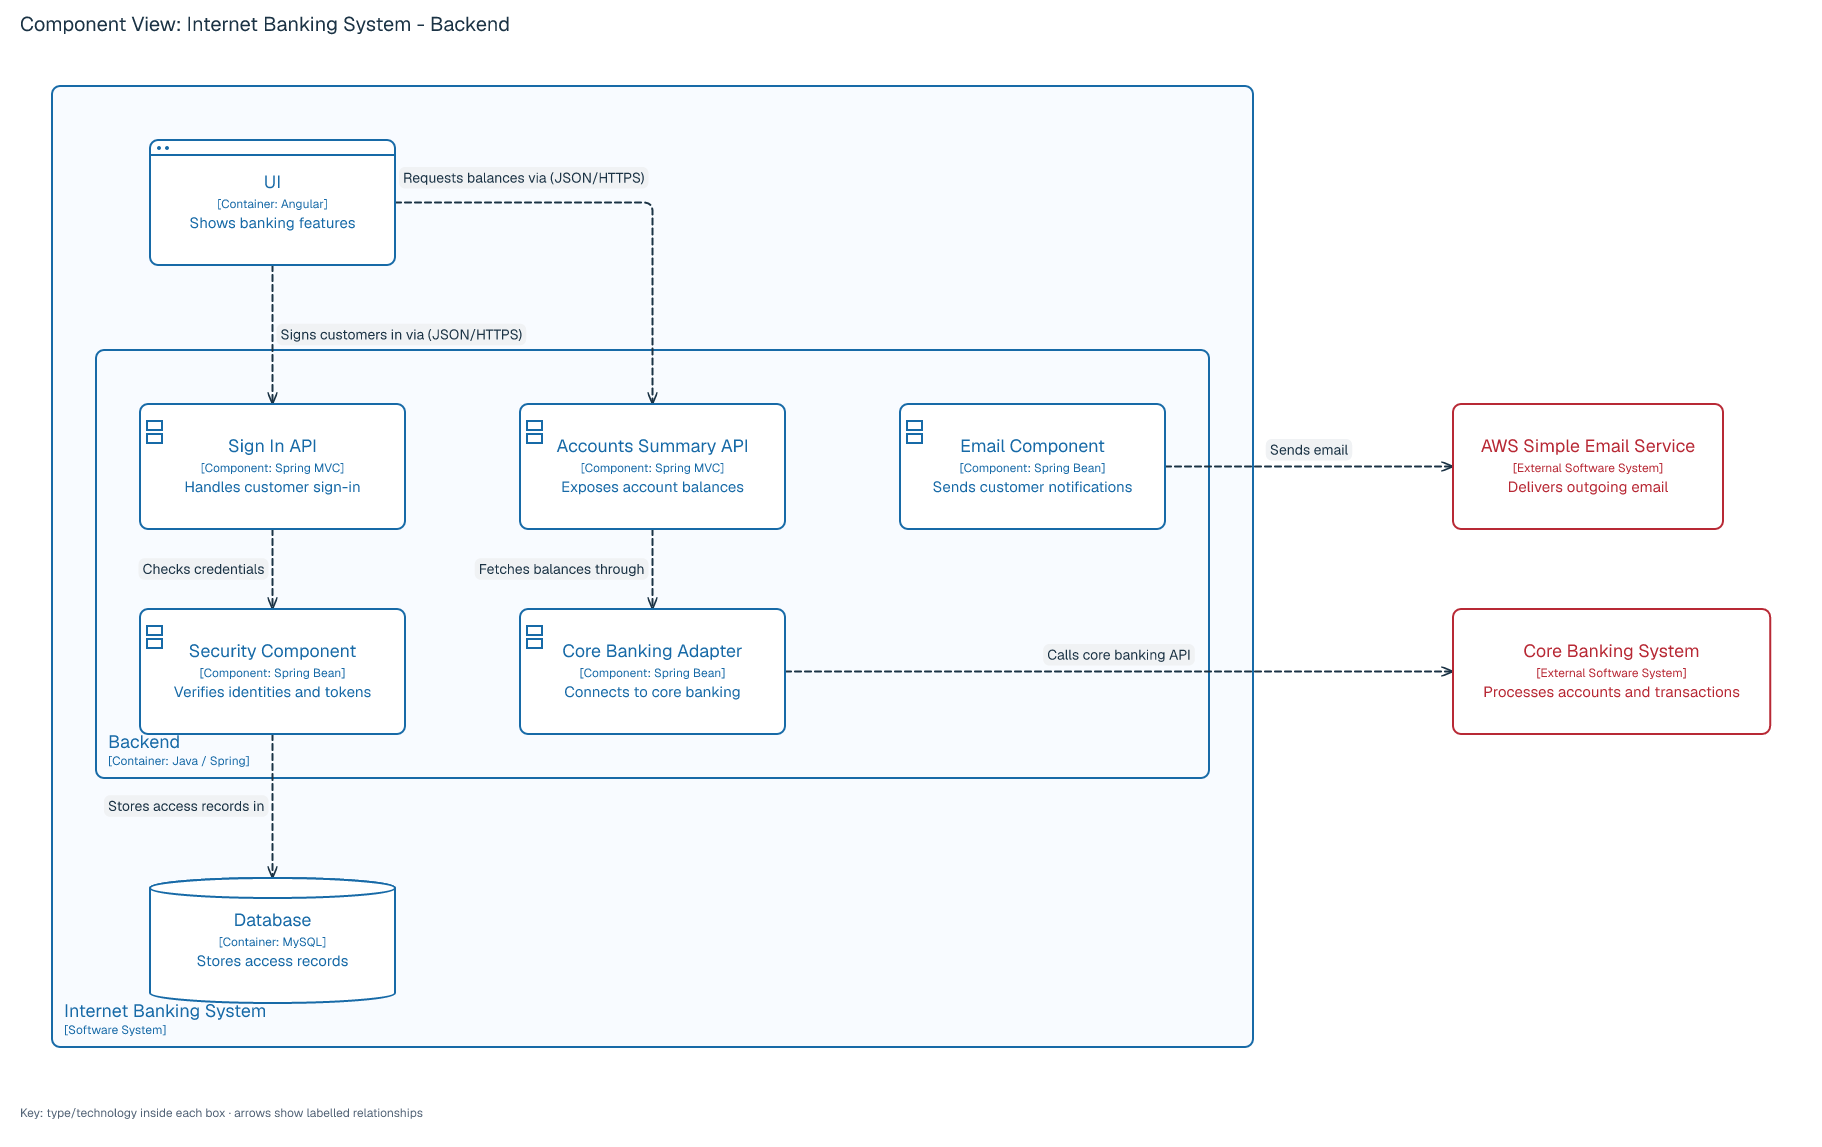 Component View: Internet Banking System - Backend
UI
[Container: Angular]
Shows banking features
Requests balances via (JSON/HTTPS)
Signs customers in via (JSON/HTTPS)
Sign In API
[Component: Spring MVC]
Handles customer sign-in
Accounts Summary API
[Component: Spring MVC]
Exposes account balances
Email Component
[Component: Spring Bean]
Sends customer notifications
Sends email
AWS Simple Email Service
[External Software System]
Delivers outgoing email
Checks credentials
Fetches balances through
Security Component
[Component: Spring Bean]
Verifies identities and tokens
Core Banking Adapter
[Component: Spring Bean]
Connects to core banking
Calls core banking API
Core Banking System
[External Software System]
Processes accounts and transactions
Backend
[Container: Java / Spring]
Stores access records in
Database
[Container: MySQL]
Stores access records
Internet Banking System
[Software System]
Key: type/technology inside each box · arrows show labelled relationships